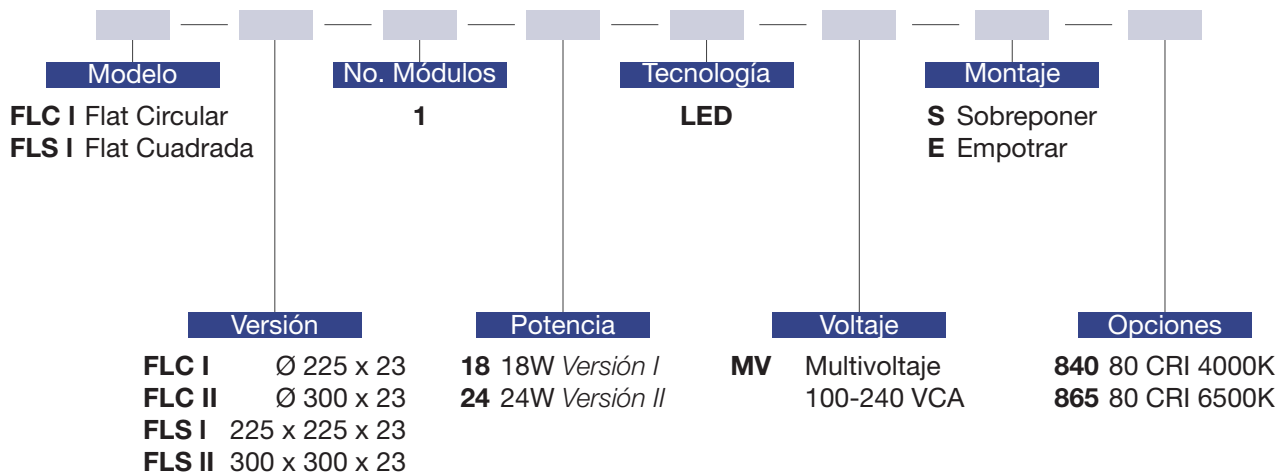 Modelo
No. Módulos
Tecnología
Montaje
FLC I Flat Circular
FLS I Flat Cuadrada
1
LED
S Sobreponer
E Empotrar
Versión
Potencia
Voltaje
Opciones
FLC I Ø 225 x 23
FLC II Ø 300 x 23
FLS I 225 x 225 x 23
FLS II 300 x 300 x 23
18 18W Versión I
24 24W Versión II
MV Multivoltaje
100-240 VCA
840 80 CRI 4000K
865 80 CRI 6500K